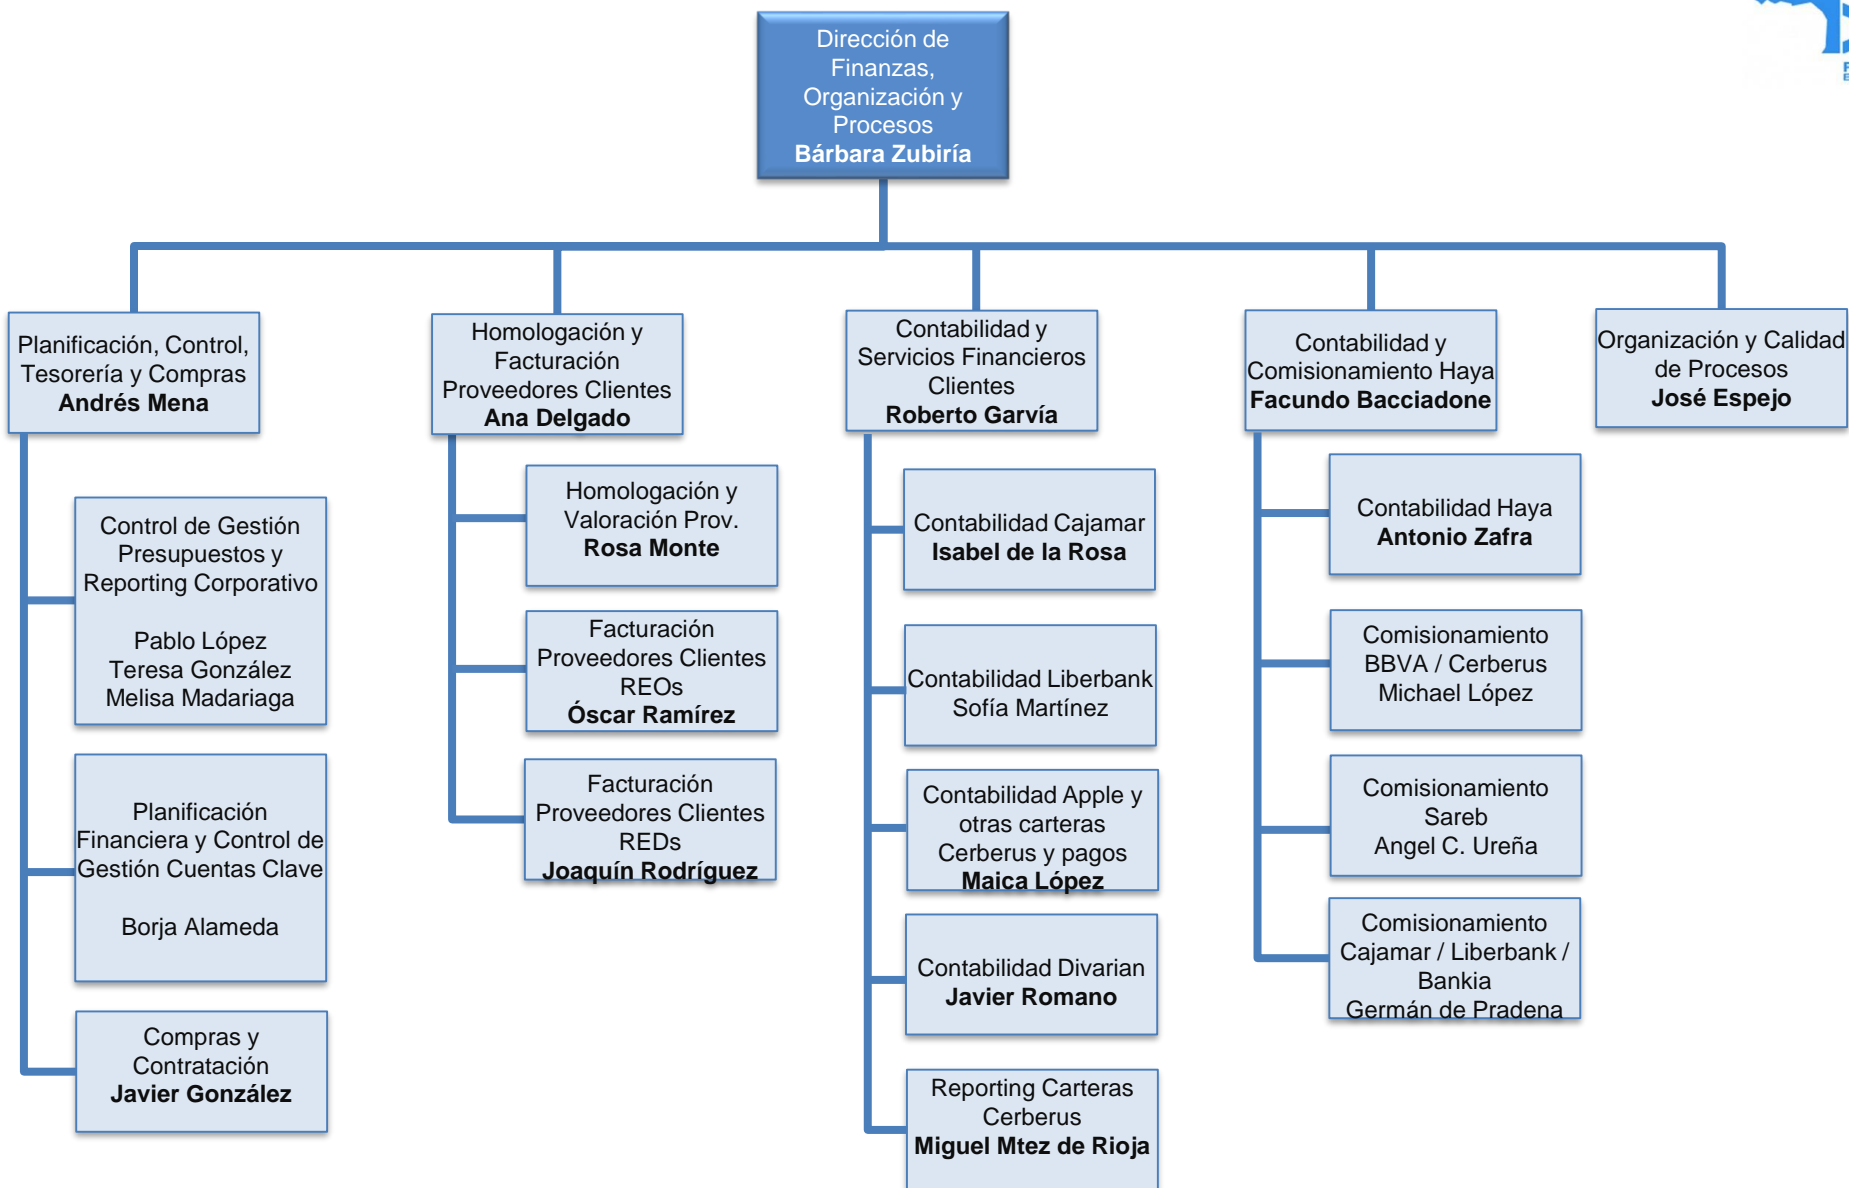 Dirección de
Finanzas,
Organización y
Procesos
Bárbara Zubiría
Planificación, Control,
Tesorería y Compras
Andrés Mena
Control de Gestión
Presupuestos y
Reporting Corporativo
Pablo López
Teresa González
Melisa Madariaga
Planificación
Financiera y Control de
Gestión Cuentas Clave
Borja Alameda
Compras y
Contratación
Javier González
Homologación y
Facturación
Proveedores Clientes
Ana Delgado
Homologación y
Valoración Prov.
Rosa Monte
Facturación
Proveedores Clientes
REOs
Óscar Ramírez
Facturación
Proveedores Clientes
REDs
Joaquín Rodríguez
Contabilidad y
Servicios Financieros
Clientes
Roberto Garvía
Contabilidad Cajamar
Isabel de la Rosa
Contabilidad Liberbank
Sofía Martínez
Contabilidad Apple y
otras carteras
Cerberus y pagos
Maica López
Contabilidad Divarian
Javier Romano
Reporting Carteras
Cerberus
Miguel Mtez de Rioja
Contabilidad y
Comisionamiento Haya
Facundo Bacciadone
Contabilidad Haya
Antonio Zafra
Comisionamiento
BBVA / Cerberus
Michael López
Comisionamiento
Sareb
Angel C. Ureña
Comisionamiento
Cajamar / Liberbank /
Bankia
Germán de Pradena
Organización y Calidad
de Procesos
José Espejo